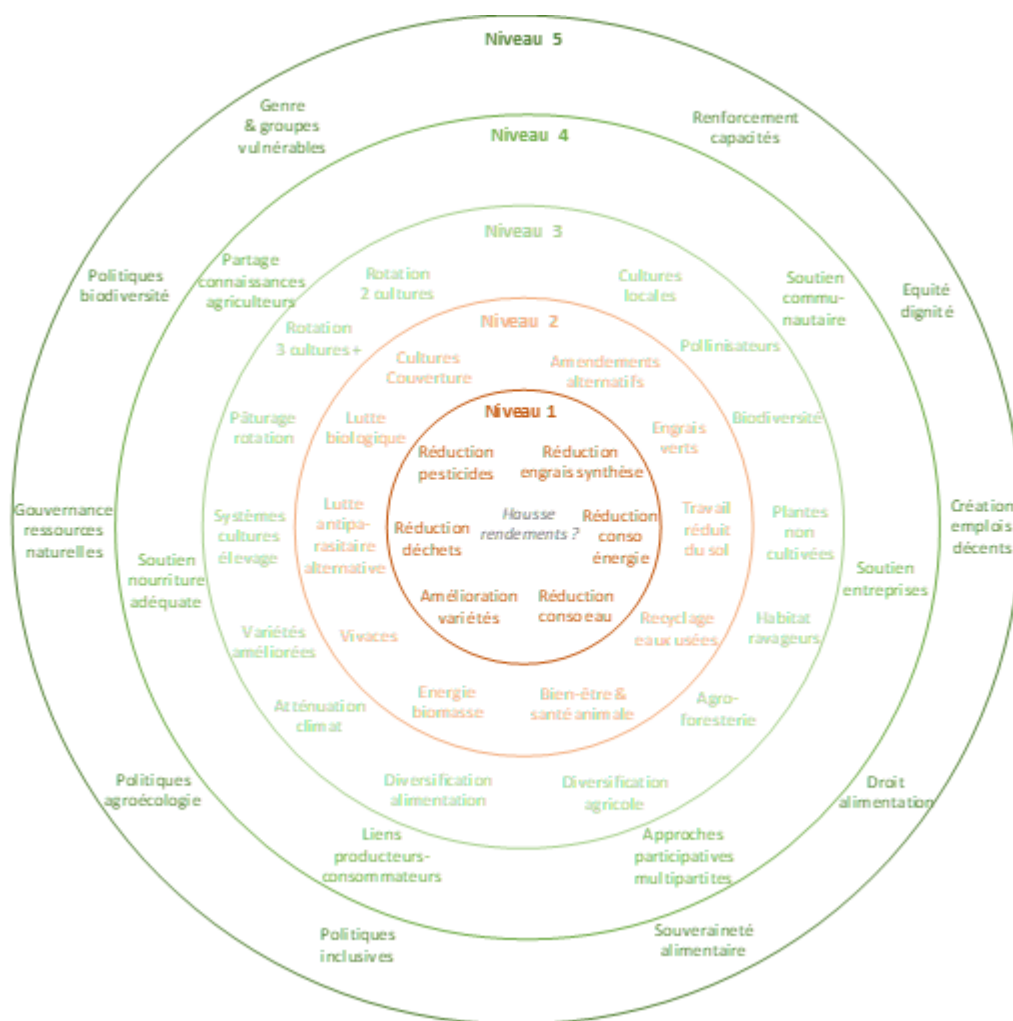 Niveau 5
Genre
& groupes
vulnérables
Renforcement
capacités
Politiques
biodiversité
Equité
dignité
Gouvernance
ressources
naturelles
Création
emplois
décents
Politiques
agroécologie
Droit
alimentation
Politiques
inclusives
Souveraineté
alimentaire
Niveau 4
Partage
connaissances
agriculteurs
Soutien
commu-
nautaire
Soutien
nourriture
adéquate
Soutien
entreprises
Liens
producteurs-
consommateurs
Approches
participatives
multipartites
Niveau 3
Rotation
2 cultures
Cultures
locales
Rotation
3 cultures+
Pollinisateurs
Pâturage
rotation
Biodiversité
Systèmes
cultures
élevage
Plantes
non
cultivées
Variétés
améliorées
Habitat
ravageurs
Atténuation
climat
Agro-
foresterie
Diversification
alimentation
Diversification
agricole
Niveau 2
Cultures
Couverture
Amendements
alternatifs
Lutte
biologique
Engrais
verts
Lutte
antipa-
rasitaire
alternative
Travail
réduit
du sol
Vivaces
Recyclage
eaux usées
Energie
biomasse
Bien-être &
santé animale
Niveau 1
Réduction
pesticides
Réduction
engrais synthèse
Réduction
déchets
Hausse
rendements ?
Réduction
conso
énergie
Amélioration
variétés
Réduction
conso eau